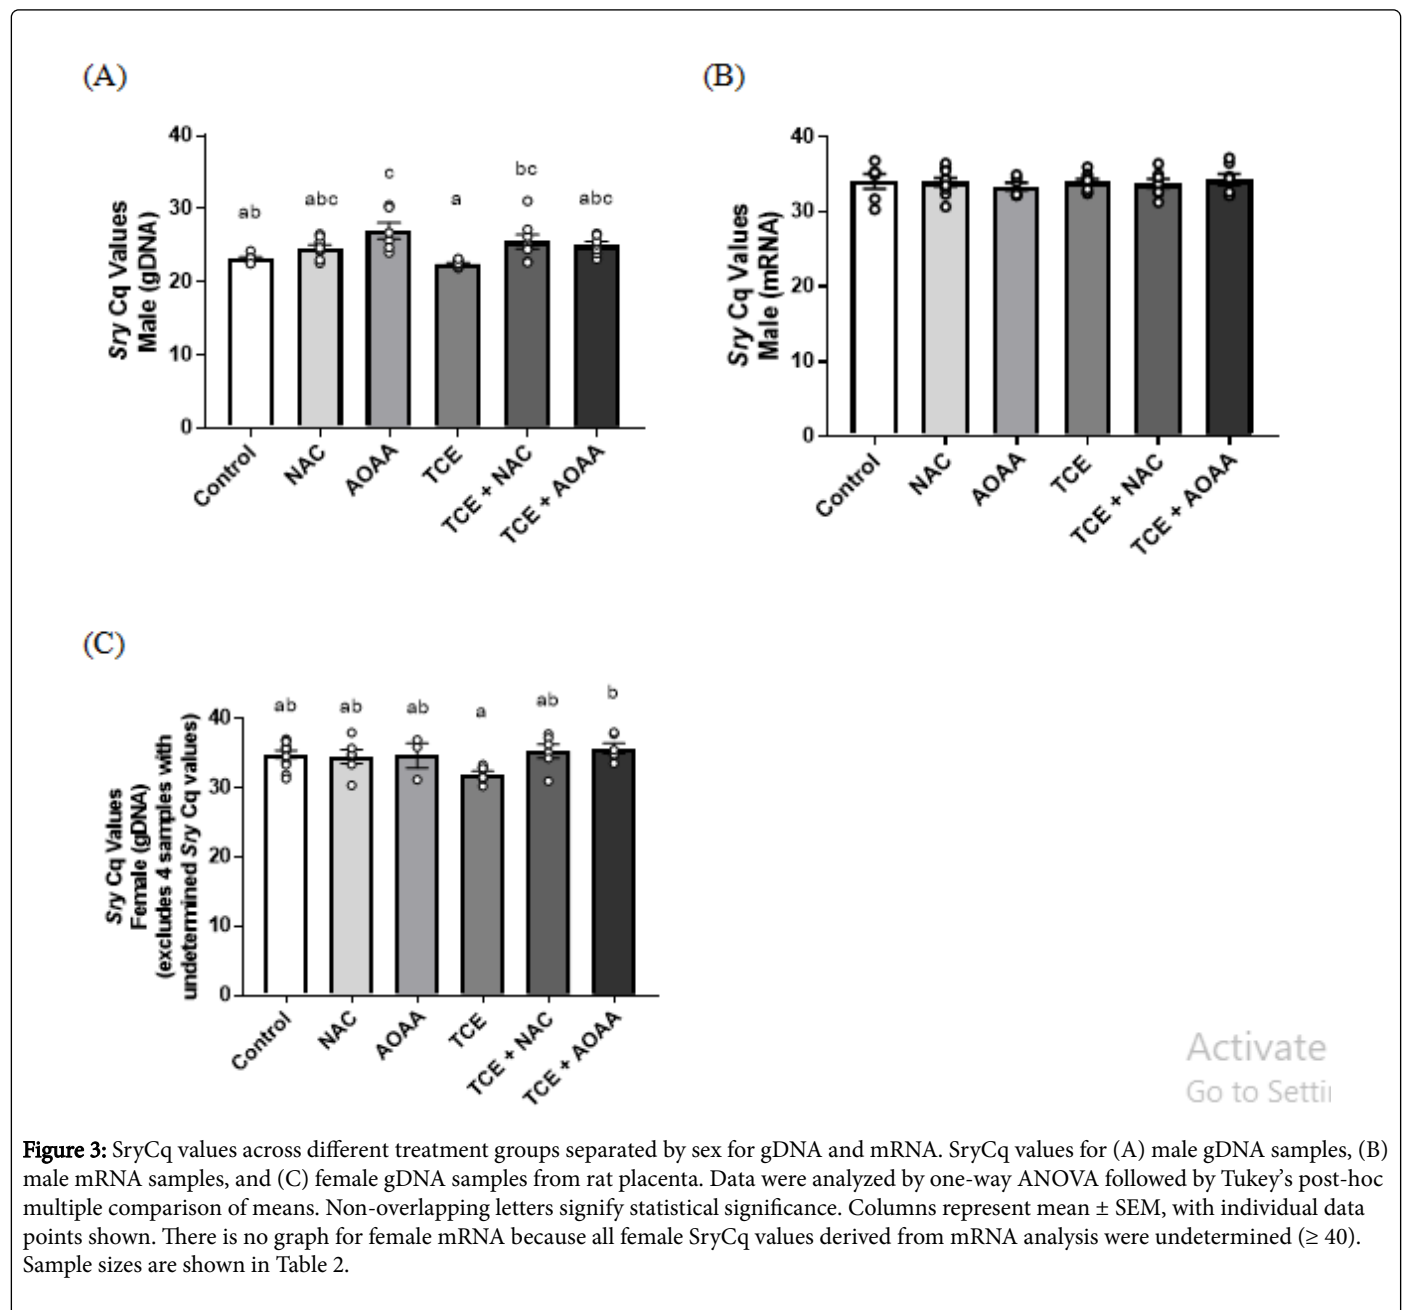 (A)
40
30
20
10
0
Sry Cq Values
Male (gDNA)
ab
abc
c
a
bc
abc
Control
NAC
AOAA
TCE
TCE + NAC
TCE + AOAA
(B)
40
30
20
10
0
Sry Cq Values
Male (mRNA)
Control
NAC
AOAA
TCE
TCE + NAC
TCE + AOAA
(C)
40
30
20
10
0
Sry Cq Values
Female (gDNA)
(excludes 4 samples with
undetermined Sry Cq values)
ab
ab
ab
a
ab
b
Control
NAC
AOAA
TCE
TCE + NAC
TCE + AOAA
Activate
Go to Setti
Figure 3: SryCq values across different treatment groups separated by sex for gDNA and mRNA. SryCq values for (A) male gDNA samples, (B)
male mRNA samples, and (C) female gDNA samples from rat placenta. Data were analyzed by one-way ANOVA followed by Tukey’s post-hoc
multiple comparison of means. Non-overlapping letters signify statistical significance. Columns represent mean ± SEM, with individual data
points shown. There is no graph for female mRNA because all female SryCq values derived from mRNA analysis were undetermined (≥ 40).
Sample sizes are shown in Table 2.